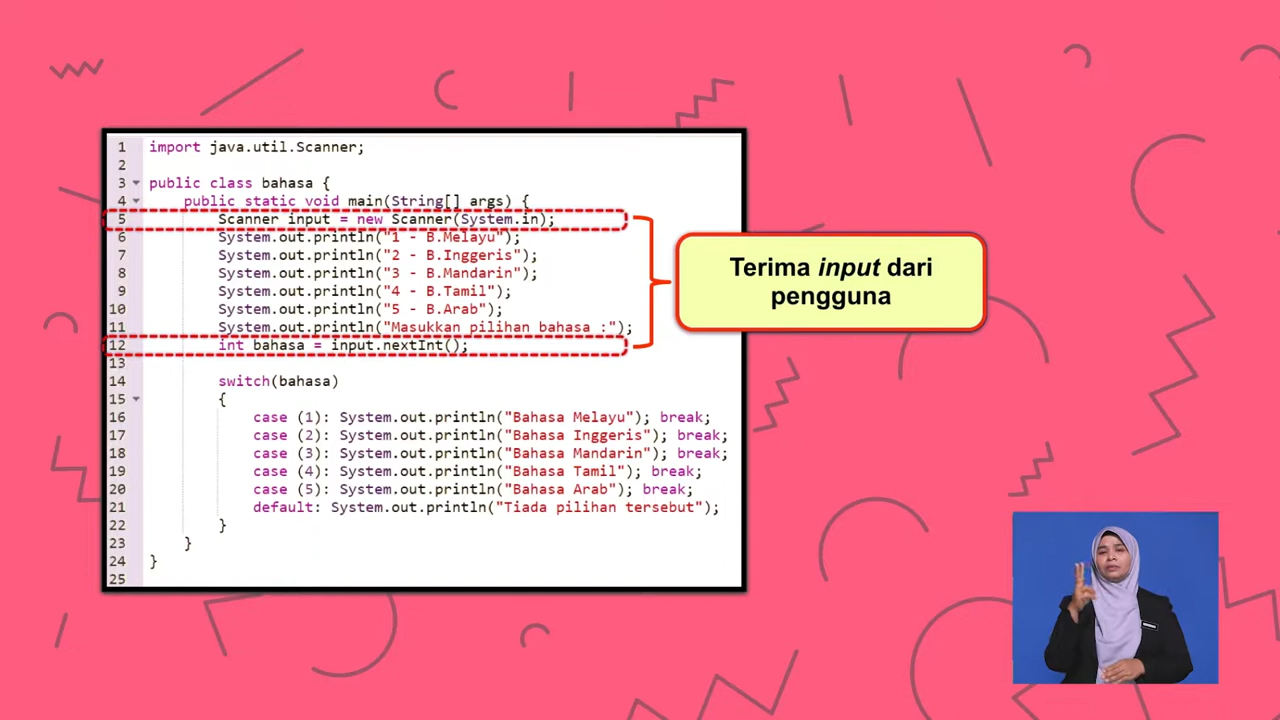 1 import java.util.Scanner;
2
3 public class bahasa {
4 public static void main(String[] args) {
5 Scanner input = new Scanner(System.in);
6 System.out.println("1 - B.Melayu");
7 System.out.println("2 - B.Inggeris");
8 System.out.println("3 - B.Mandarin");
9 System.out.println("4 - B.Tamil");
10 System.out.println("5 - B.Arab");
11 System.out.println("Masukkan pilihan bahasa :");
12 int bahasa = input.nextInt();
13
14 switch(bahasa)
15 {
16 case (1): System.out.println("Bahasa Melayu"); break;
17 case (2): System.out.println("Bahasa Inggeris"); break;
18 case (3): System.out.println("Bahasa Mandarin"); break;
19 case (4): System.out.println("Bahasa Tamil"); break;
20 case (5): System.out.println("Bahasa Arab"); break;
21 default: System.out.println("Tiada pilihan tersebut");
22 }
23 }
24 }
25
Terima input dari
pengguna